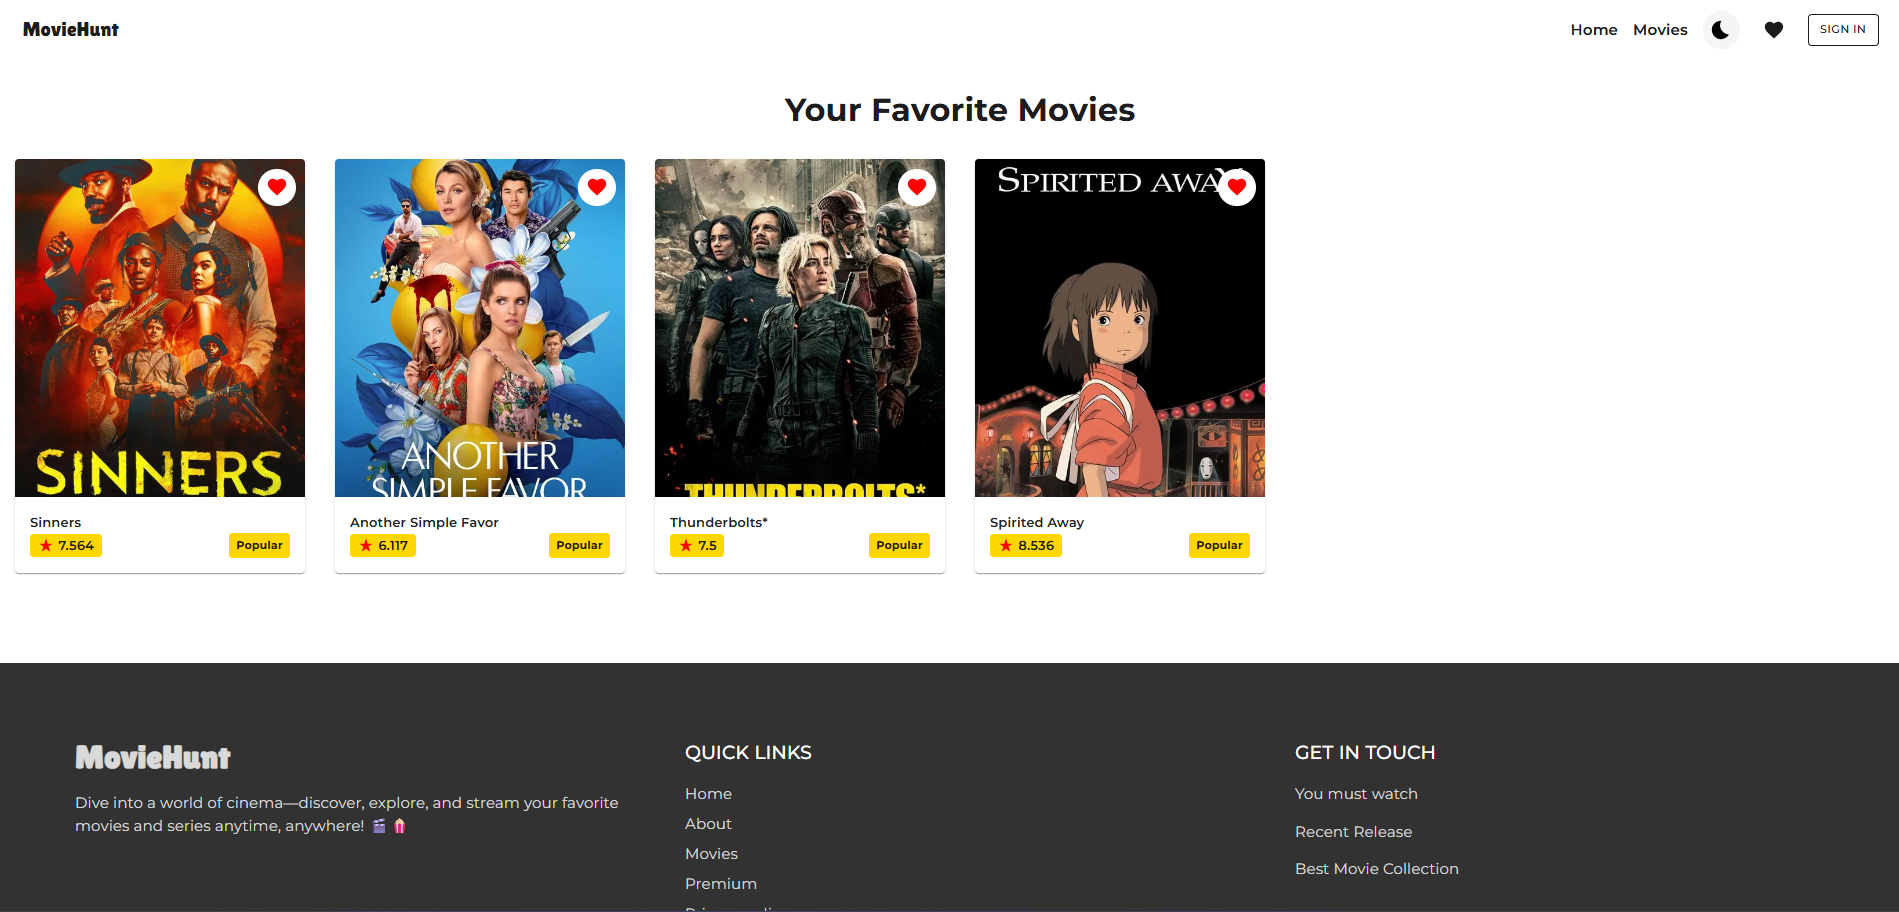 MovieHunt
Home Movies SIGN IN
Your Favorite Movies
SINNERS
ANOTHER
SIMPLE FAVOR
THUNDERBOLTS*
SPIRITED AWAY
Sinners
7.564 Popular
Another Simple Favor
6.117 Popular
Thunderbolts*
7.5 Popular
Spirited Away
8.536 Popular
MovieHunt
Dive into a world of cinema—discover, explore, and stream your favorite
movies and series anytime, anywhere! 🎬 🍿
QUICK LINKS
Home
About
Movies
Premium
GET IN TOUCH
You must watch
Recent Release
Best Movie Collection